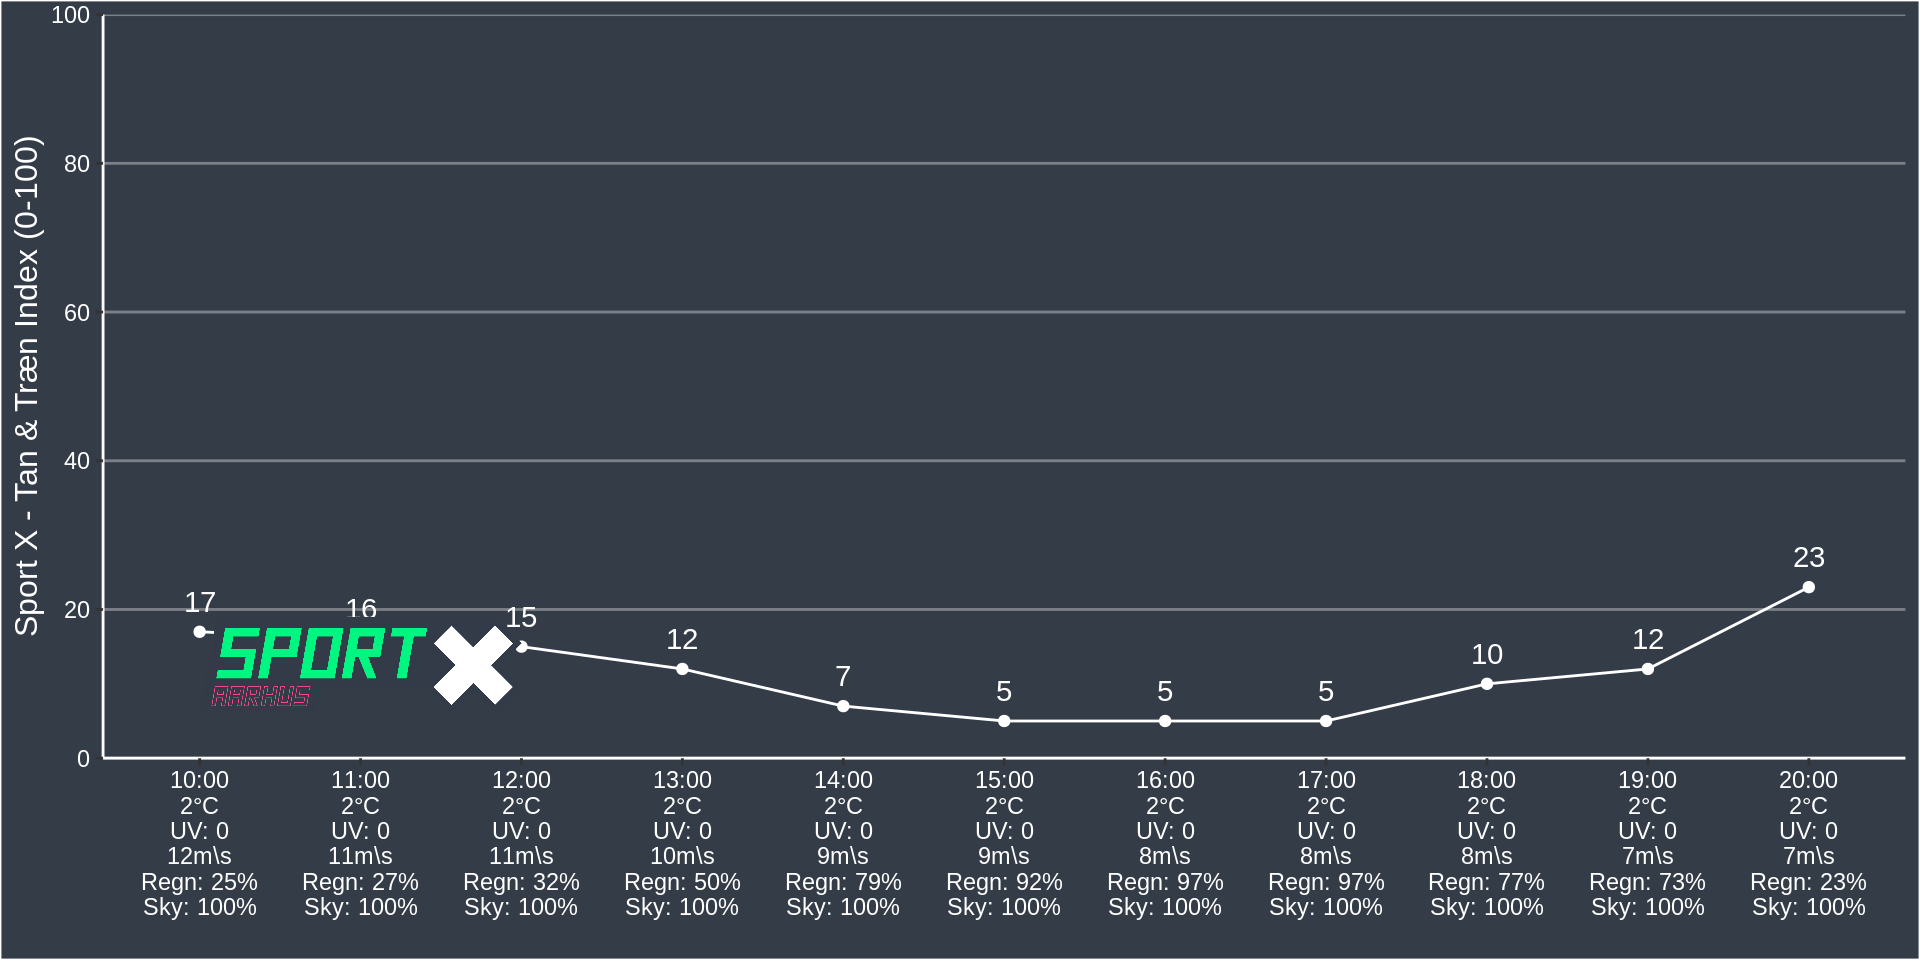 Sport X - Tan & Træn Index (0-100)
100
80
60
40
20
0
17
16
15
12
7
5
5
5
10
12
23
SPORT X
AARHUS
10:00 11:00 12:00 13:00 14:00 15:00 16:00 17:00 18:00 19:00 20:00
2°C 2°C 2°C 2°C 2°C 2°C 2°C 2°C 2°C 2°C 2°C
UV: 0 UV: 0 UV: 0 UV: 0 UV: 0 UV: 0 UV: 0 UV: 0 UV: 0 UV: 0 UV: 0
12m\s 11m\s 11m\s 10m\s 9m\s 9m\s 8m\s 8m\s 8m\s 7m\s 7m\s
Regn: 25% Regn: 27% Regn: 32% Regn: 50% Regn: 79% Regn: 92% Regn: 97% Regn: 97% Regn: 77% Regn: 73% Regn: 23%
Sky: 100% Sky: 100% Sky: 100% Sky: 100% Sky: 100% Sky: 100% Sky: 100% Sky: 100% Sky: 100% Sky: 100% Sky: 100%